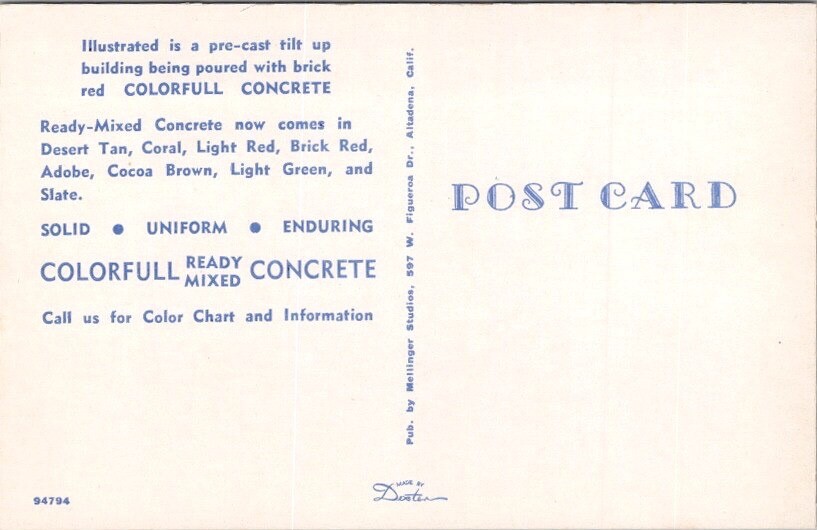 Illustrated is a pre-cast tilt up
building being poured with brick
red COLORFULL CONCRETE
Ready-Mixed Concrete now comes in
Desert Tan, Coral, Light Red, Brick Red,
Adobe, Cocoa Brown, Light Green, and
Slate.
SOLID ● UNIFORM ● ENDURING
COLORFULL READY MIXED CONCRETE
Call us for Color Chart and Information
94794
Pub. by Mellinger Studios, 597 W. Figueroa Dr., Altadena, Calif.
MADE BY
Dexter
POST CARD